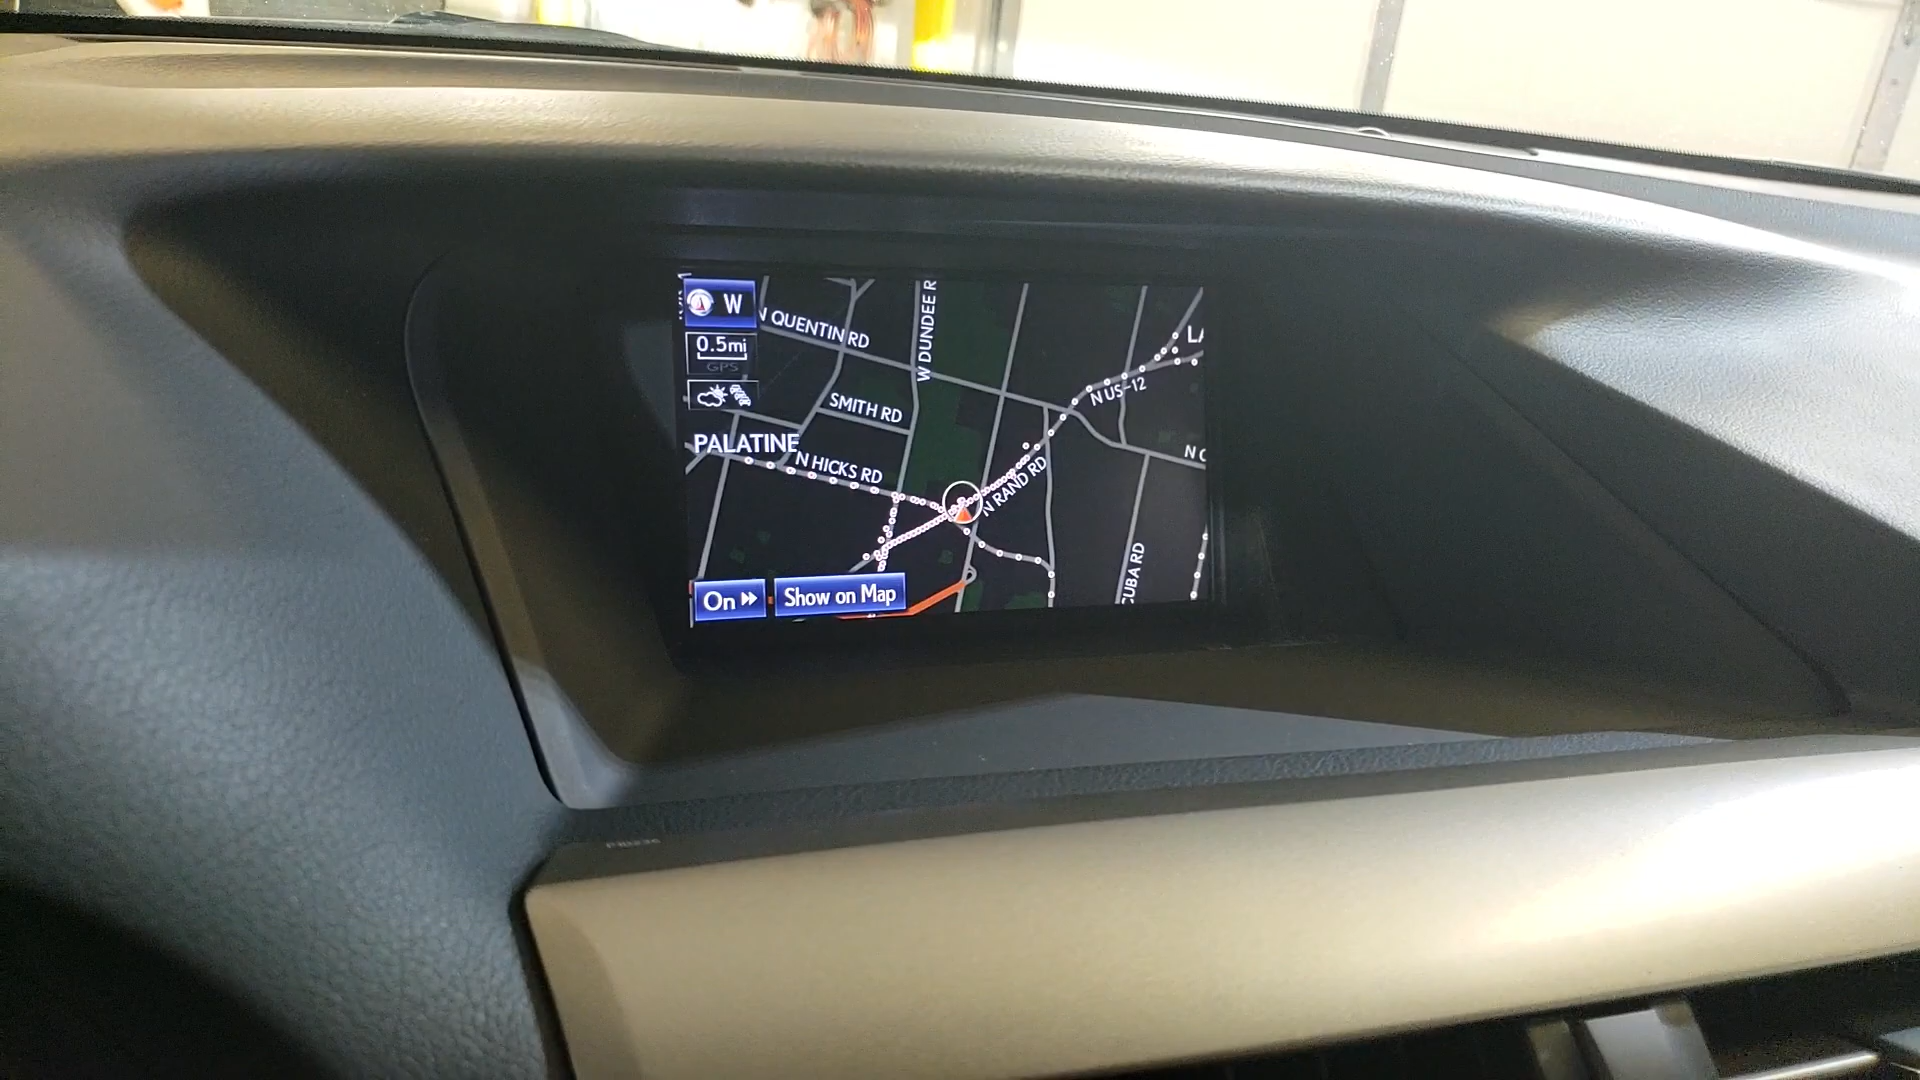 W
N QUENTIN RD
W DUNDEE R
0.5mi
GPS
LA
N US-12
SMITH RD
PALATINE
N HICKS RD
N RAND RD
N
CUBA RD
On
Show on Map